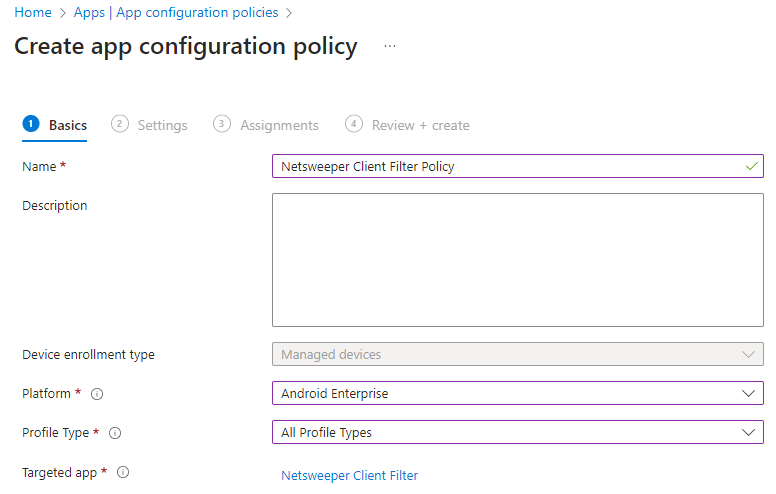 Home > Apps | App configuration policies >
Create app configuration policy ...
1 Basics 2 Settings 3 Assignments 4 Review + create
Name * Netsweeper Client Filter Policy
Description
Device enrollment type Managed devices
Platform * Android Enterprise
Profile Type * All Profile Types
Targeted app * Netsweeper Client Filter